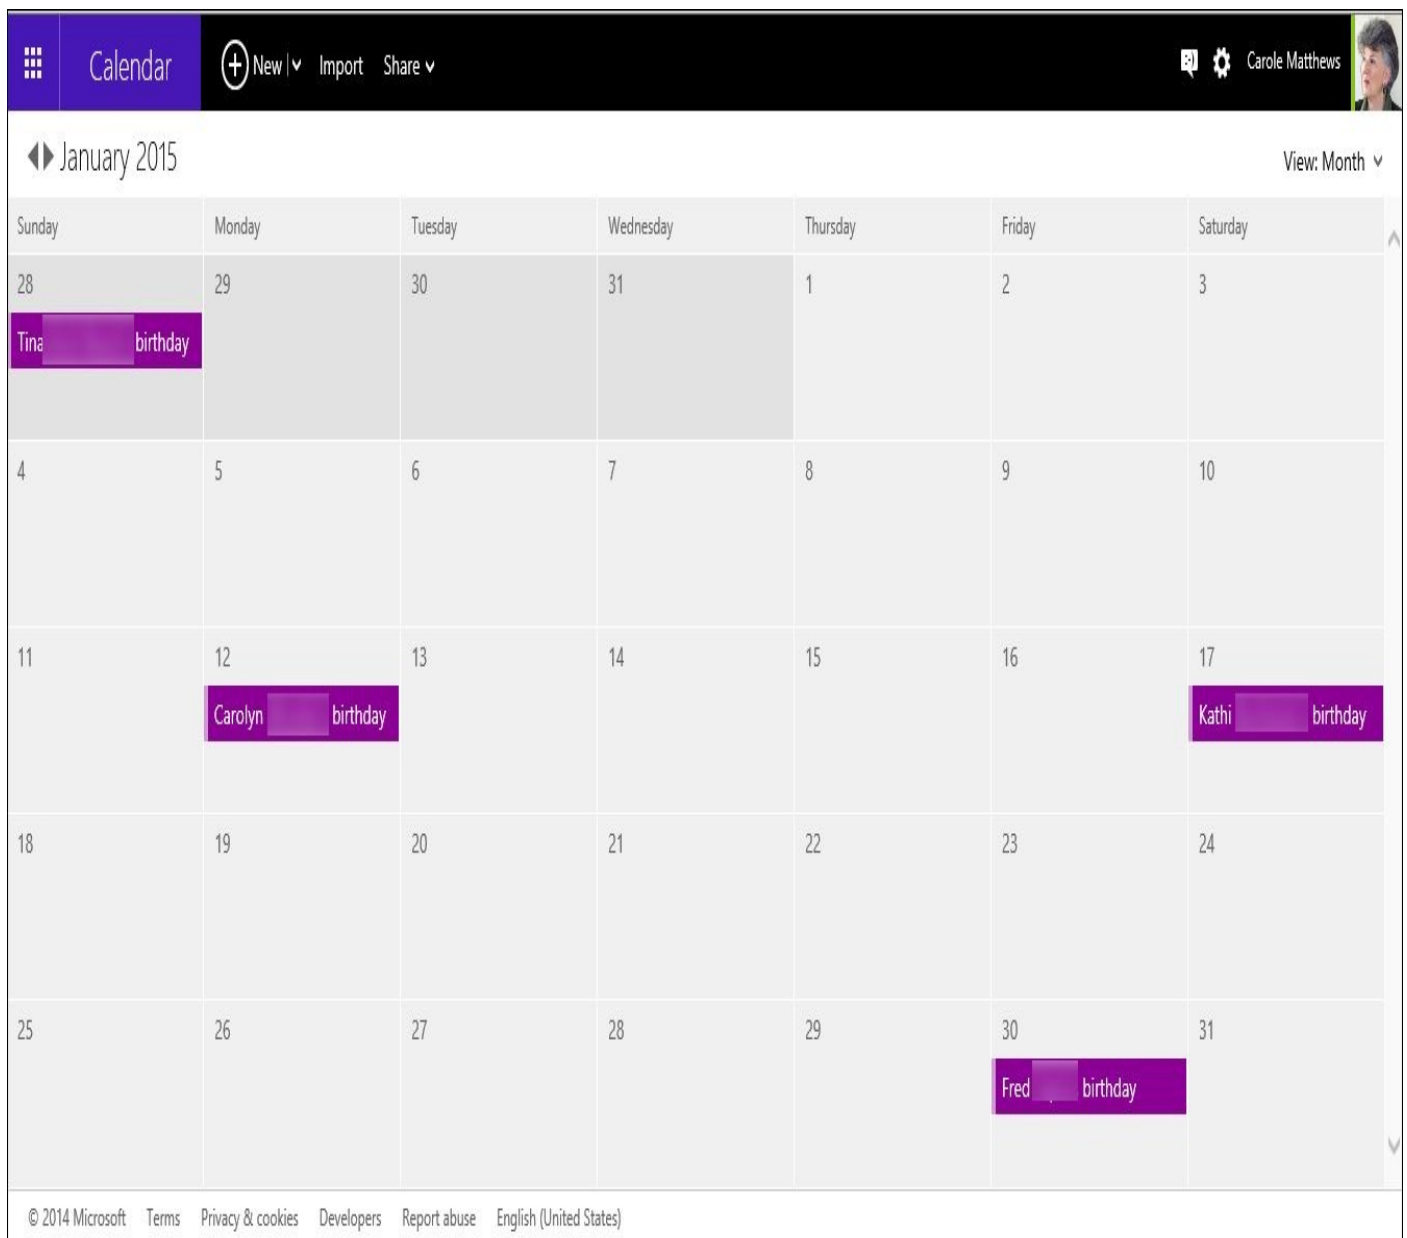 Calendar New Import Share Carole Matthews
January 2015 View: Month
Sunday Monday Tuesday Wednesday Thursday Friday Saturday
28 29 30 31 1 2 3
Tina birthday
4 5 6 7 8 9 10
11 12 13 14 15 16 17
Carolyn birthday Kathi birthday
18 19 20 21 22 23 24
25 26 27 28 29 30 31
Fred birthday
© 2014 Microsoft Terms Privacy & cookies Developers Report abuse English (United States)